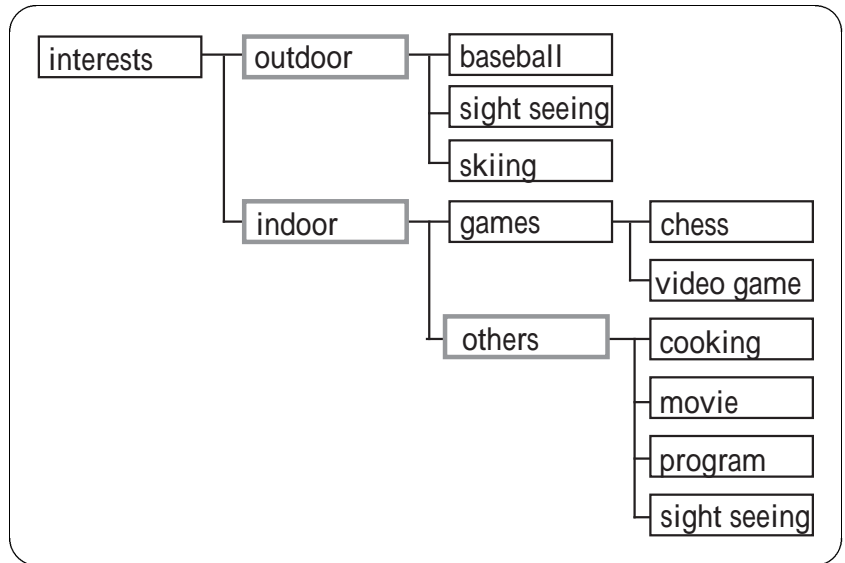 interests
outdoor
baseball
sight seeing
skiing
indoor
games
chess
video game
others
cooking
movie
program
sight seeing